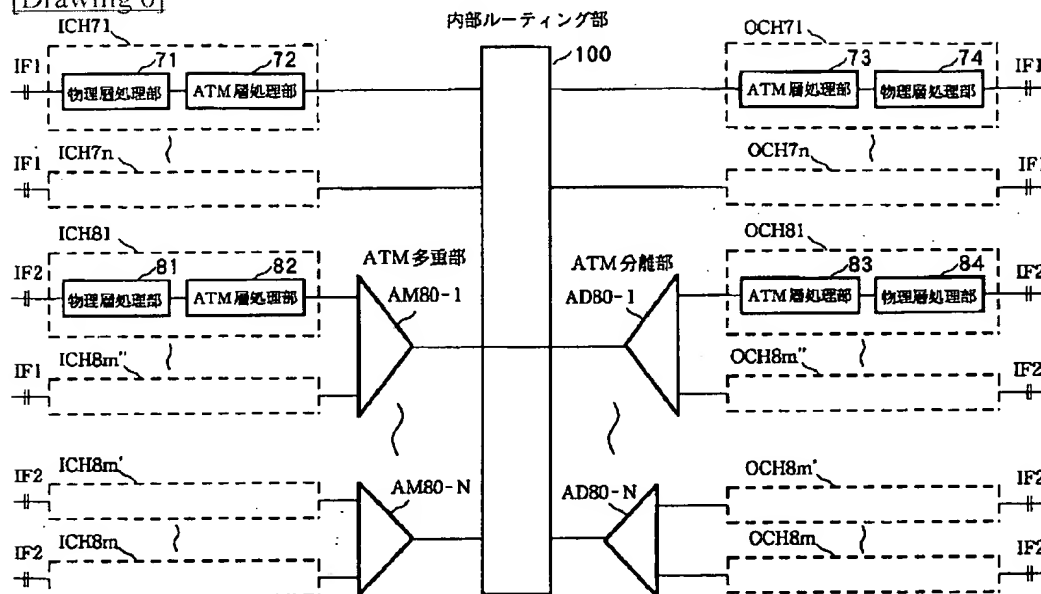 [Drawing 6]
内部ルーティング部
100
ICH71
IF1
71
72
物理層処理部
ATM層処理部
OCH71
73
74
IF1
ATM層処理部
物理層処理部
ICH7n
IF1
OCH7n
IF1
ICH81
IF2
81
82
物理層処理部
ATM層処理部
ATM多重部
AM80-1
ATM分離部
AD80-1
OCH81
83
84
IF2
ATM層処理部
物理層処理部
ICH8m"
IF1
OCH8m"
IF2
ICH8m'
IF2
AM80-N
AD80-N
OCH8m'
IF2
ICH8m
IF2
OCH8m
IF2